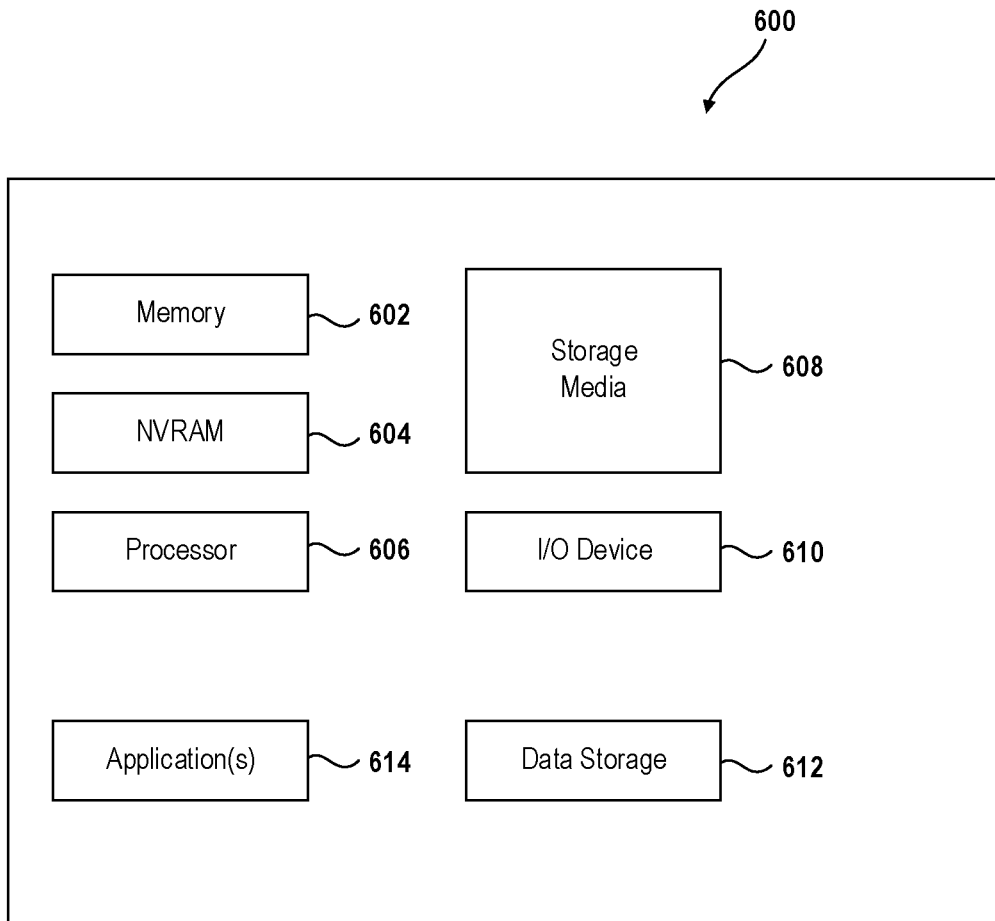 600
Memory
602
Storage
Media
608
NVRAM
604
Processor
606
I/O Device
610
Application(s)
614
Data Storage
612